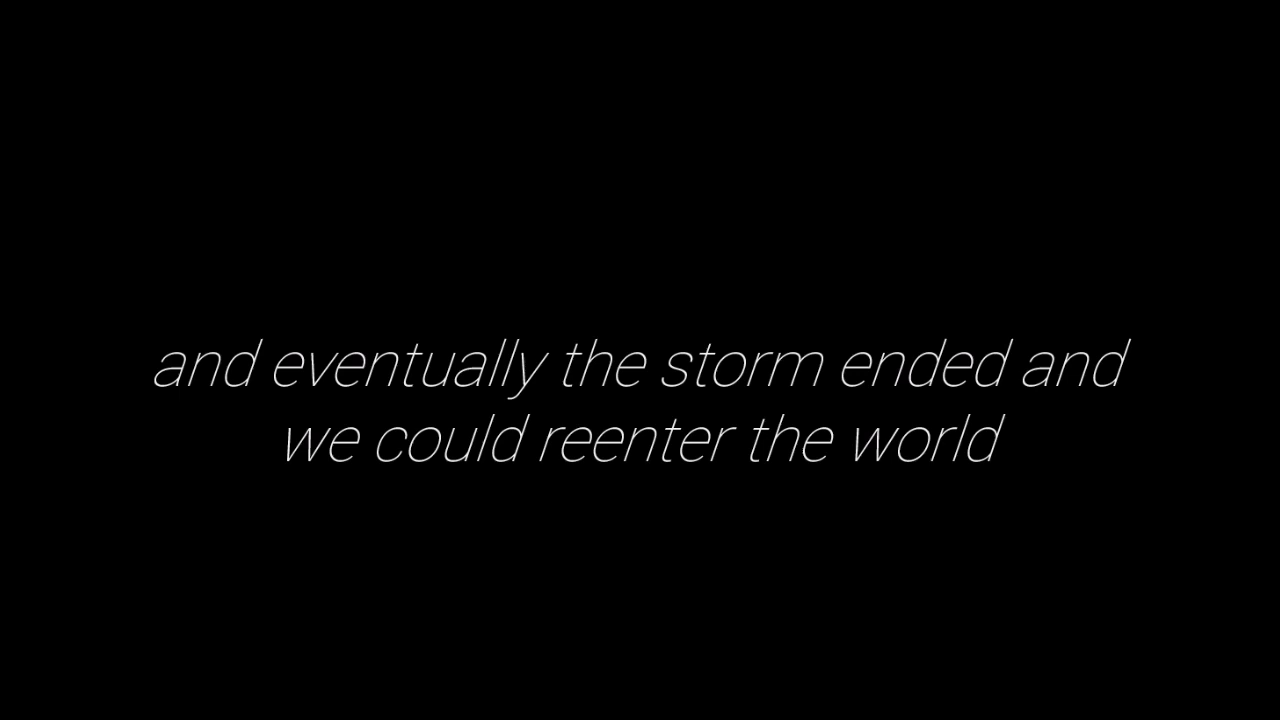 and eventually the storm ended and
we could reenter the world